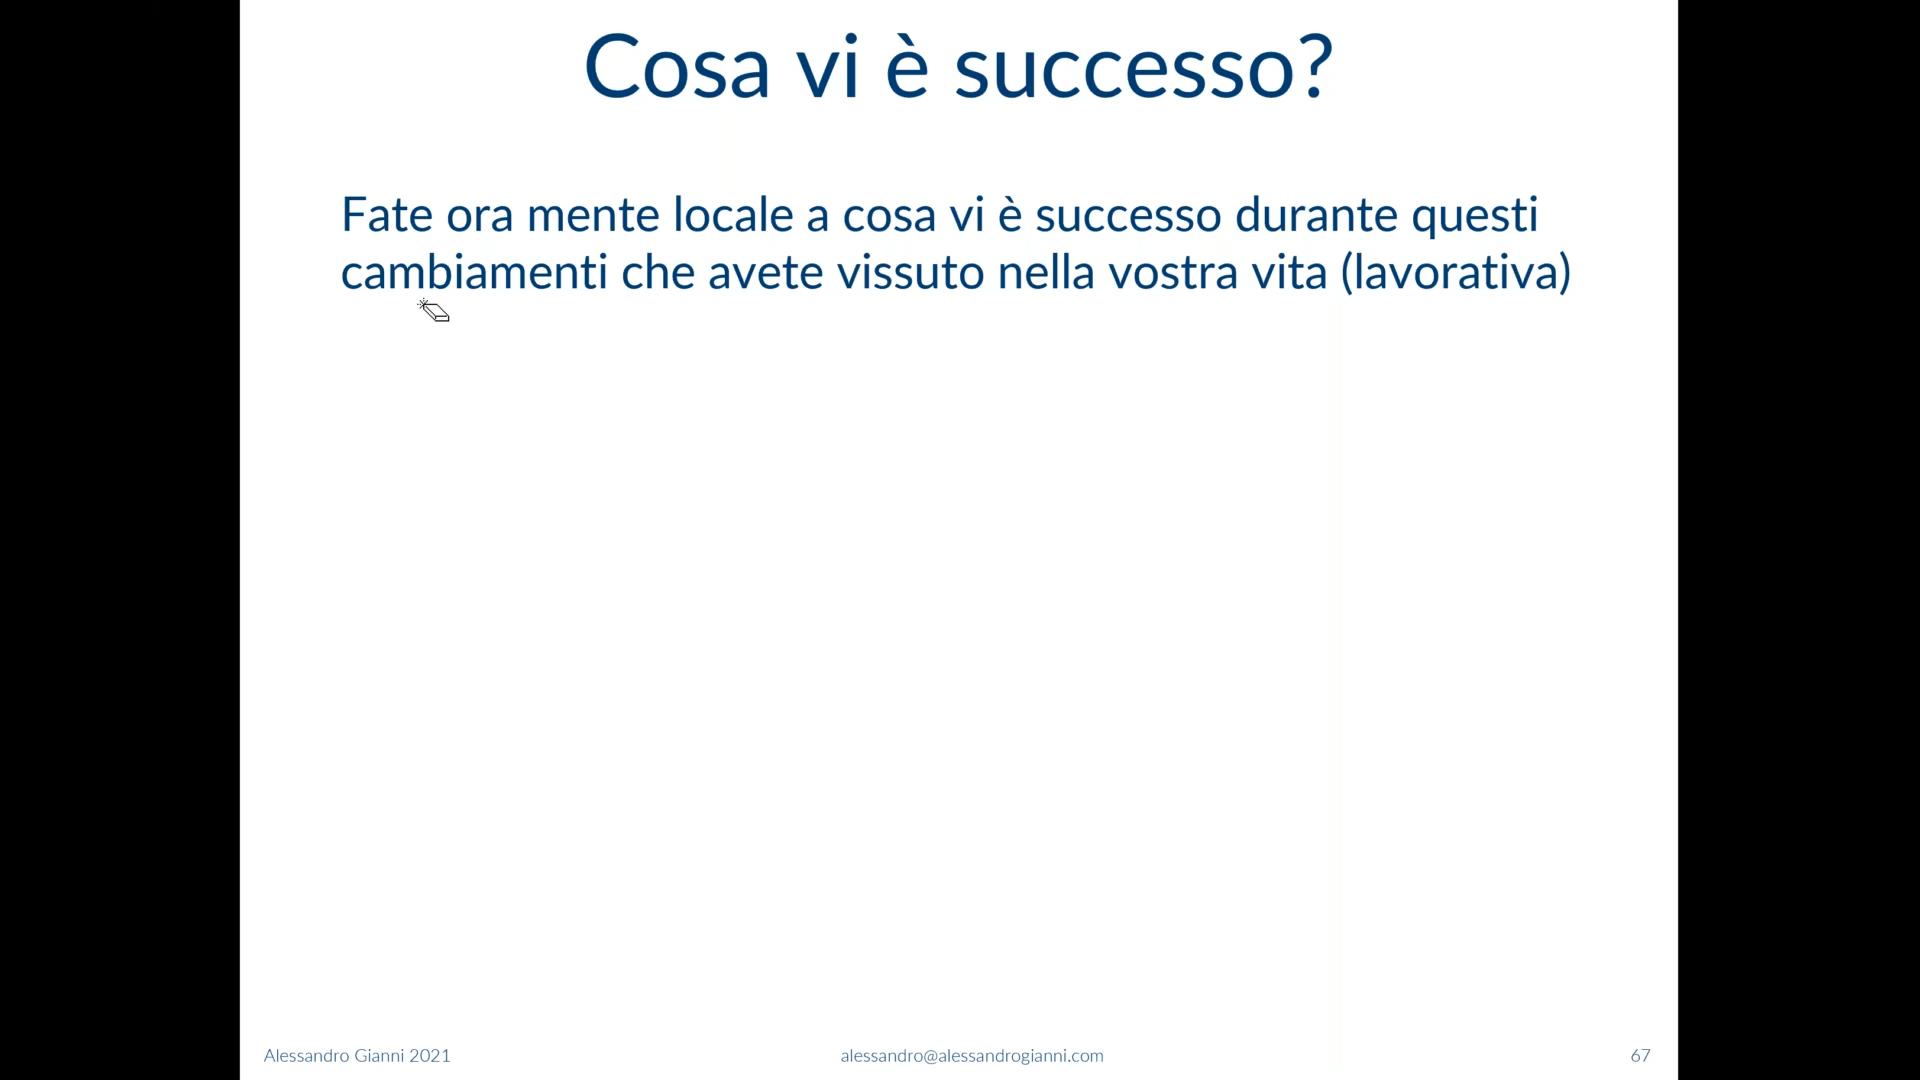 Cosa vi è successo?
Fate ora mente locale a cosa vi è successo durante questi
cambiamenti che avete vissuto nella vostra vita (lavorativa)
Alessandro Gianni 2021
alessandro@alessandrogianni.com
67